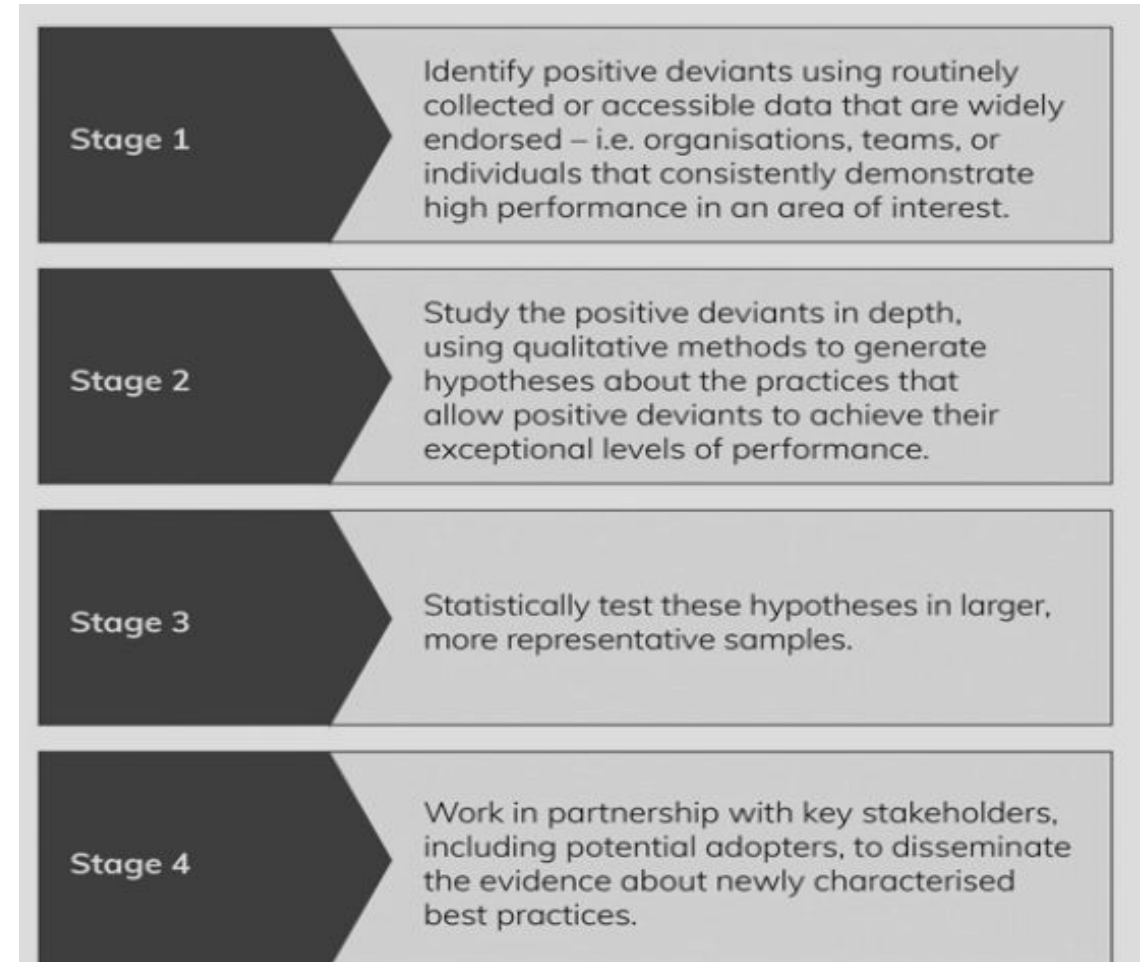 Stage 1
Identify positive deviants using routinely
collected or accessible data that are widely
endorsed – i.e. organisations, teams, or
individuals that consistently demonstrate
high performance in an area of interest.
Stage 2
Study the positive deviants in depth,
using qualitative methods to generate
hypotheses about the practices that
allow positive deviants to achieve their
exceptional levels of performance.
Stage 3
Statistically test these hypotheses in larger,
more representative samples.
Stage 4
Work in partnership with key stakeholders,
including potential adopters, to disseminate
the evidence about newly characterised
best practices.